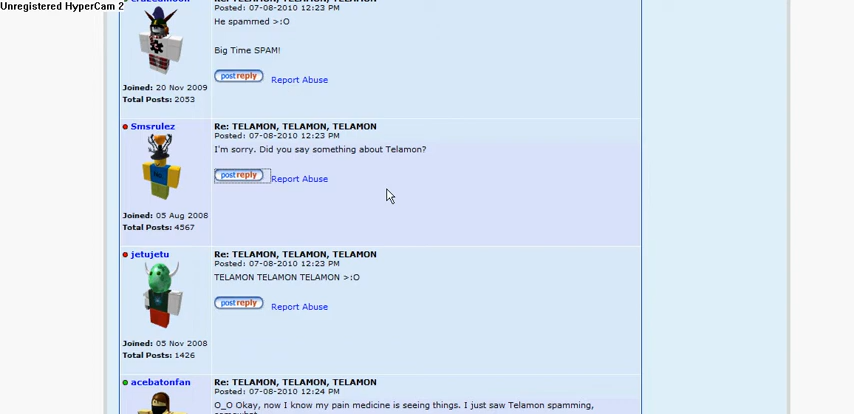 Unregistered HyperCam 2
Re: TELAMON, TELAMON, TELAMON
Posted: 07-08-2010 12:23 PM
He spammed >:O
Big Time SPAM!
post reply Report Abuse
Joined: 20 Nov 2009
Total Posts: 2053
Smsrulez
Re: TELAMON, TELAMON, TELAMON
Posted: 07-08-2010 12:23 PM
I'm sorry. Did you say something about Telamon?
post reply Report Abuse
Joined: 05 Aug 2008
Total Posts: 4567
jetujetu
Re: TELAMON, TELAMON, TELAMON
Posted: 07-08-2010 12:23 PM
TELAMON TELAMON TELAMON >:O
post reply Report Abuse
Joined: 05 Nov 2008
Total Posts: 1426
acebatonfan
Re: TELAMON, TELAMON, TELAMON
Posted: 07-08-2010 12:24 PM
O_O Okay, now I know my pain medicine is seeing things. I just saw Telamon spamming,